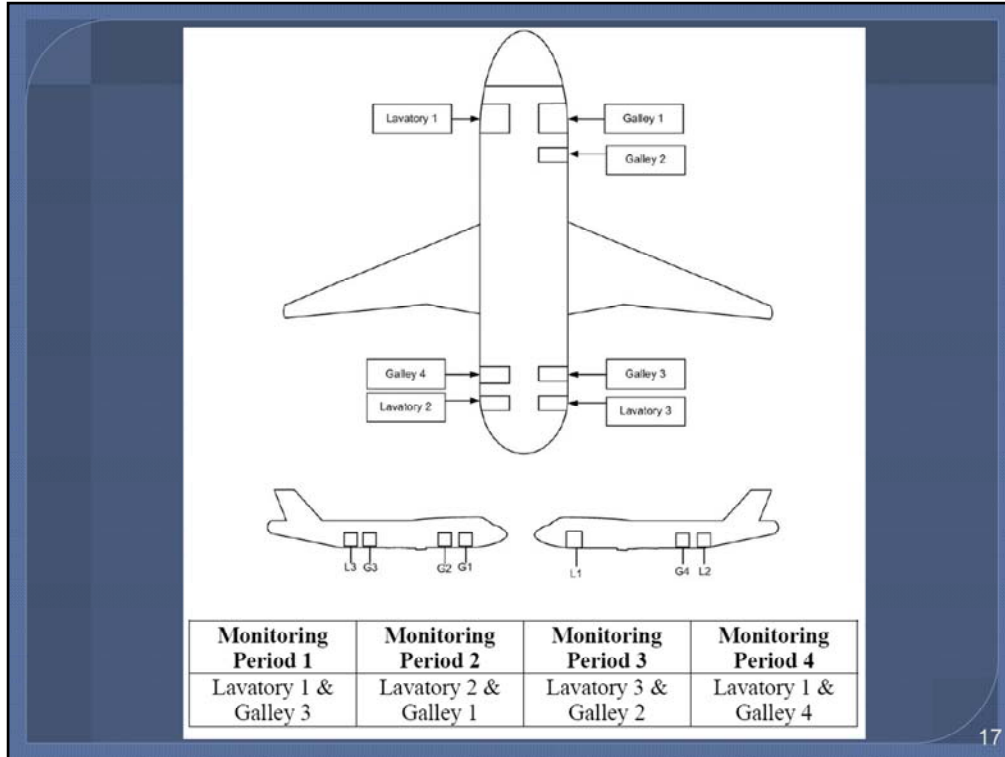 Lavatory 1
Galley 1
Galley 2
Galley 4
Galley 3
Lavatory 2
Lavatory 3
L3 G3 G2 G1
L1 G4 L2
Monitoring Period 1
Monitoring Period 2
Monitoring Period 3
Monitoring Period 4
Lavatory 1 & Galley 3
Lavatory 2 & Galley 1
Lavatory 3 & Galley 2
Lavatory 1 & Galley 4
17